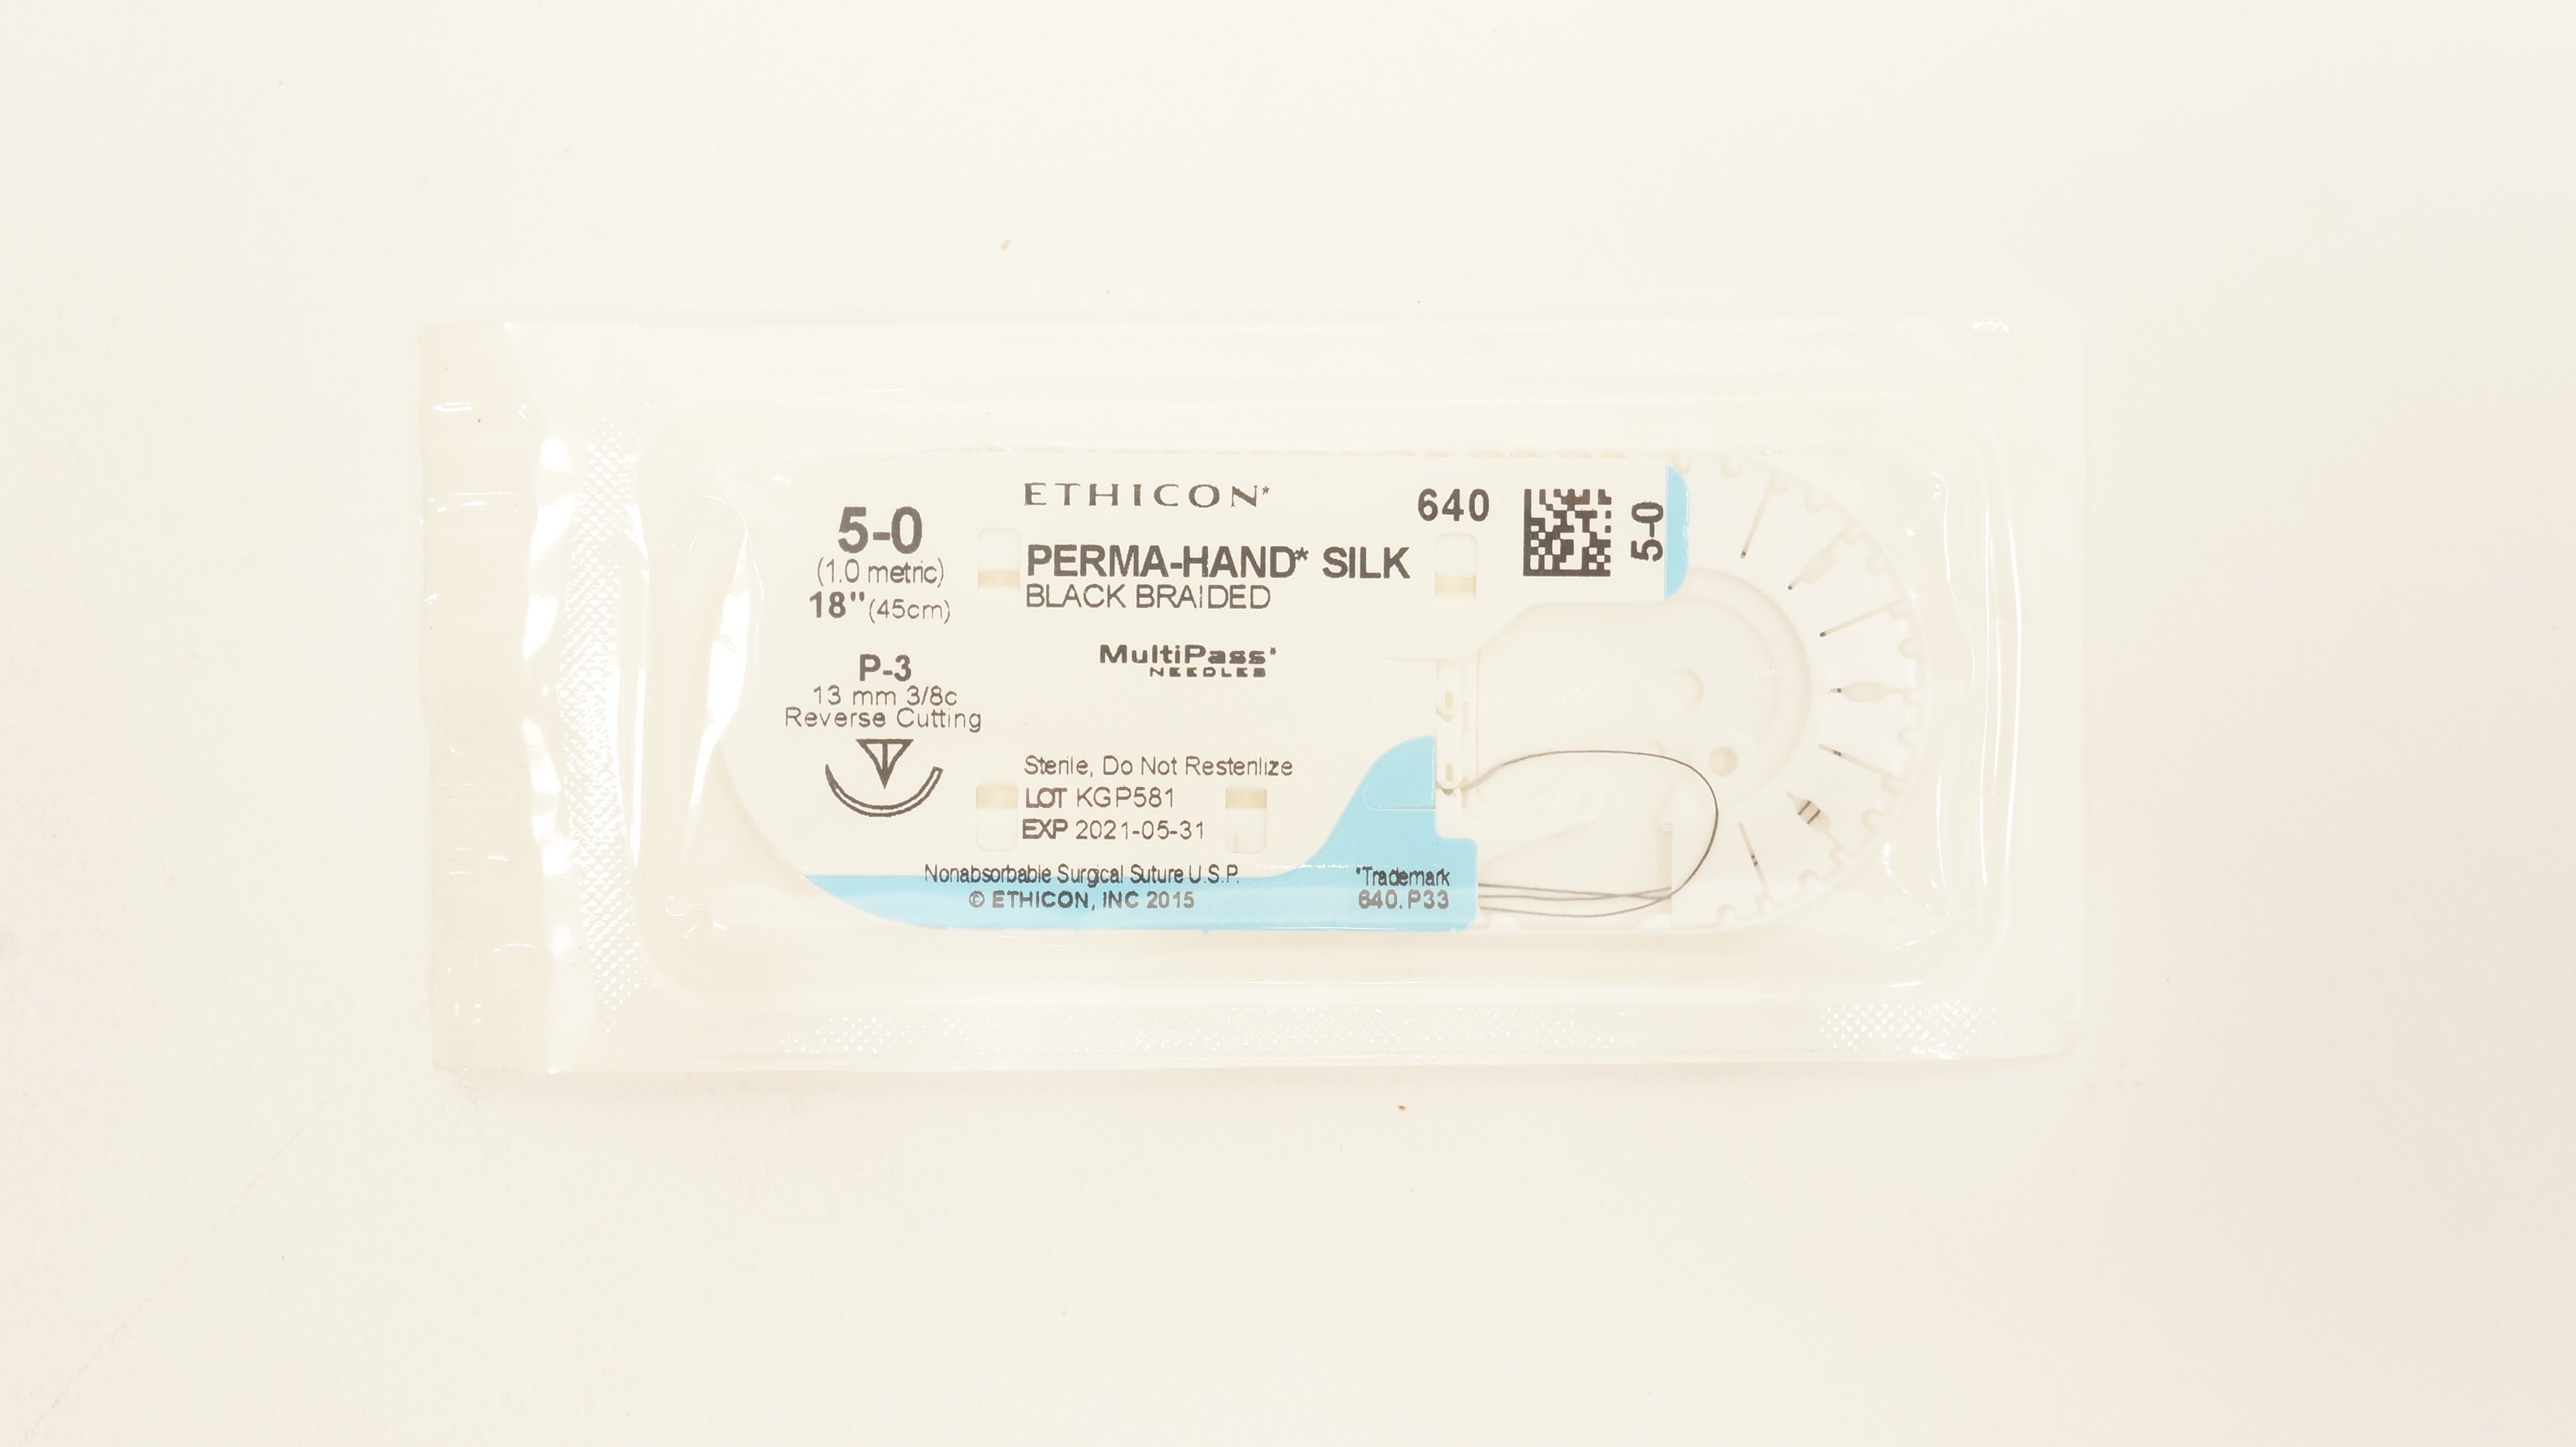 ETHICON*
640
5-0
5-0
(1.0 metric)
18" (45cm)
PERMA-HAND* SILK
BLACK BRAIDED
MultiPass*
NEEDLES
P-3
13 mm 3/8c
Reverse Cutting
Sterile, Do Not Resterilize
LOT KGP581
EXP 2021-05-31
Nonabsorbable Surgical Suture U.S.P.
© ETHICON, INC 2015
*Trademark
640.P33